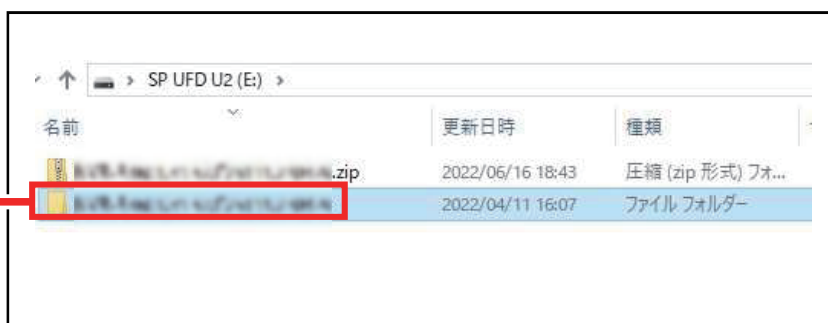 SP UFD U2 (E:)
名前 更新日時 種類
.zip 2022/06/16 18:43 圧縮 (zip 形式) フォ...
2022/04/11 16:07 ファイル フォルダー